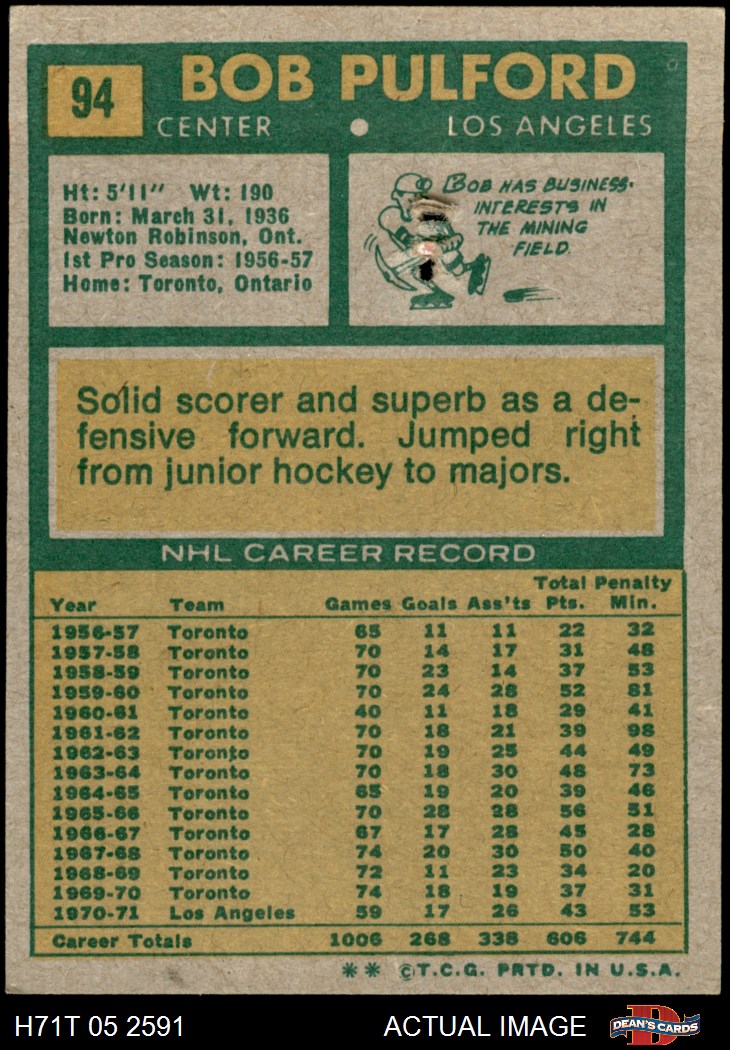 94
BOB PULFORD
CENTER • LOS ANGELES
Ht: 5'11" Wt: 190
Born: March 31, 1936
Newton Robinson, Ont.
1st Pro Season: 1956-57
Home: Toronto, Ontario
BOB HAS BUSINESS
INTERESTS IN
THE MINING
FIELD.
Solid scorer and superb as a de-
fensive forward. Jumped right
from junior hockey to majors.
NHL CAREER RECORD
Total Penalty
Year Team Games Goals Ass'ts Pts. Min.
1956-57 Toronto 65 11 11 22 32
1957-58 Toronto 70 14 17 31 48
1958-59 Toronto 70 23 14 37 53
1959-60 Toronto 70 24 28 52 81
1960-61 Toronto 40 11 18 29 41
1961-62 Toronto 70 18 21 39 98
1962-63 Toronto 70 19 25 44 49
1963-64 Toronto 70 18 30 48 73
1964-65 Toronto 65 19 20 39 46
1965-66 Toronto 70 28 28 56 51
1966-67 Toronto 67 17 28 45 28
1967-68 Toronto 74 20 30 50 40
1968-69 Toronto 72 11 23 34 20
1969-70 Toronto 74 18 19 37 31
1970-71 Los Angeles 59 17 26 43 53
Career Totals 1006 268 338 606 744
** ©T.C.G. PRTD. IN U.S.A.
H71T 05 2591 ACTUAL IMAGE DEAN'S CARDS